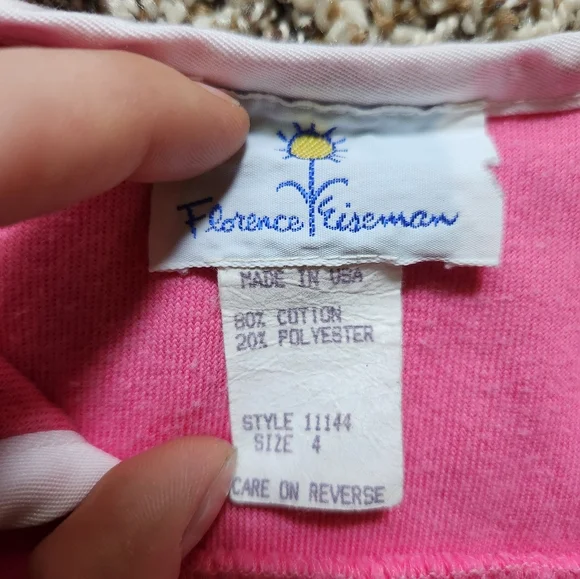 Florence Eiseman
MADE IN USA
80% COTTON
20% POLYESTER
STYLE 11144
SIZE 4
CARE ON REVERSE